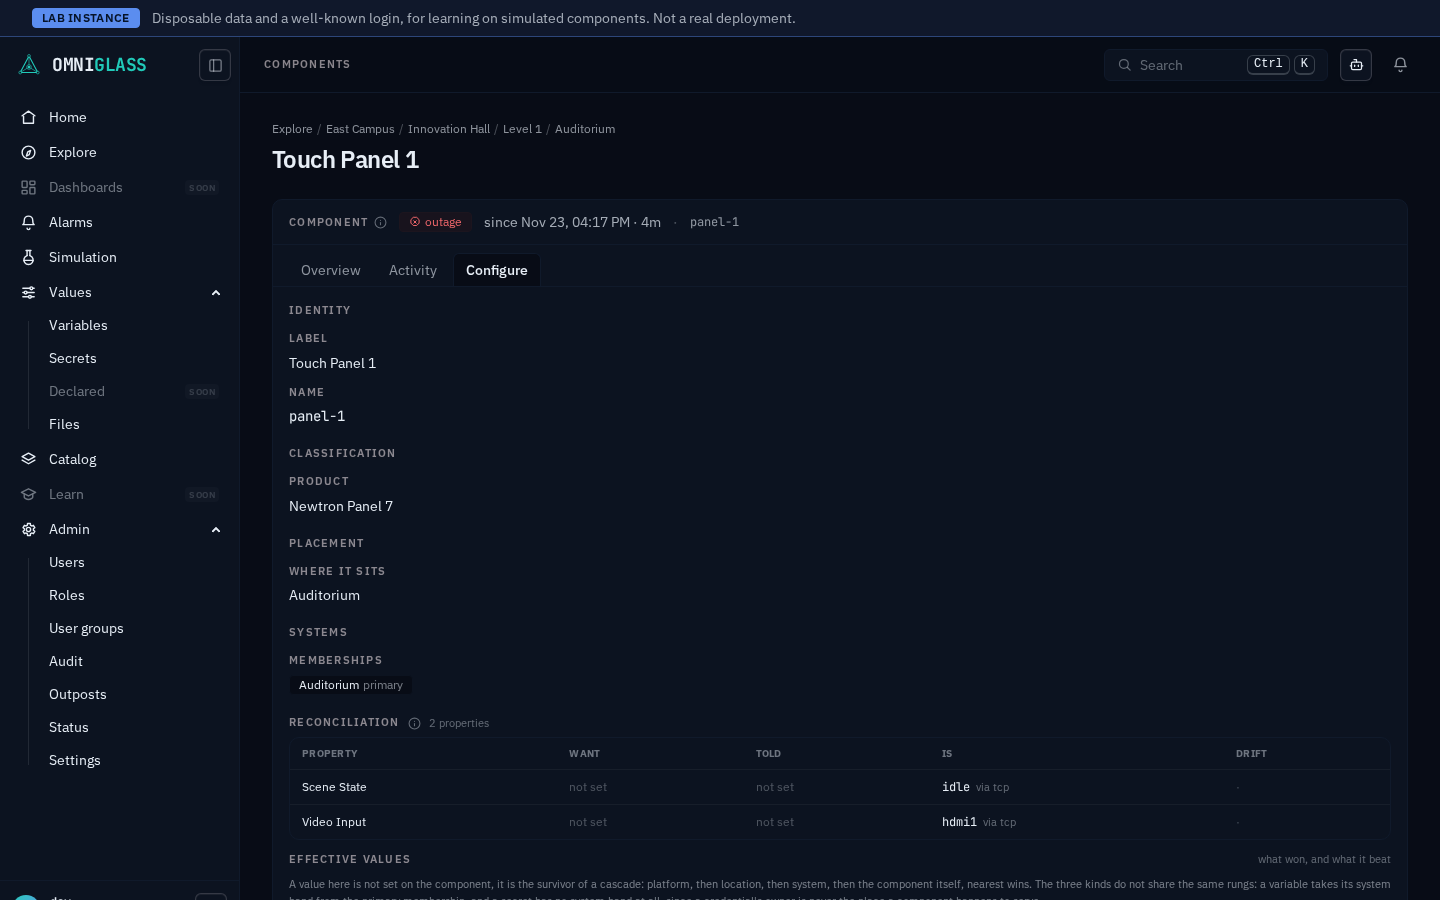 LAB INSTANCE Disposable data and a well-known login, for learning on simulated components. Not a real deployment.
OMNIGLASS
COMPONENTS
Search Ctrl K
Home
Explore
Dashboards SOON
Alarms
Simulation
Values
Variables
Secrets
Declared SOON
Files
Catalog
Learn SOON
Admin
Users
Roles
User groups
Audit
Outposts
Status
Settings
Explore / East Campus / Innovation Hall / Level 1 / Auditorium
Touch Panel 1
COMPONENT outage since Nov 23, 04:17 PM · 4m · panel-1
Overview Activity Configure
IDENTITY
LABEL
Touch Panel 1
NAME
panel-1
CLASSIFICATION
PRODUCT
Newtron Panel 7
PLACEMENT
WHERE IT SITS
Auditorium
SYSTEMS
MEMBERSHIPS
Auditorium primary
RECONCILIATION 2 properties
PROPERTY WANT TOLD IS DRIFT
Scene State not set not set idle via tcp ·
Video Input not set not set hdmi1 via tcp ·
EFFECTIVE VALUES what won, and what it beat
A value here is not set on the component, it is the survivor of a cascade: platform, then location, then system, then the component itself, nearest wins. The three kinds do not share the same rungs: a variable takes its system